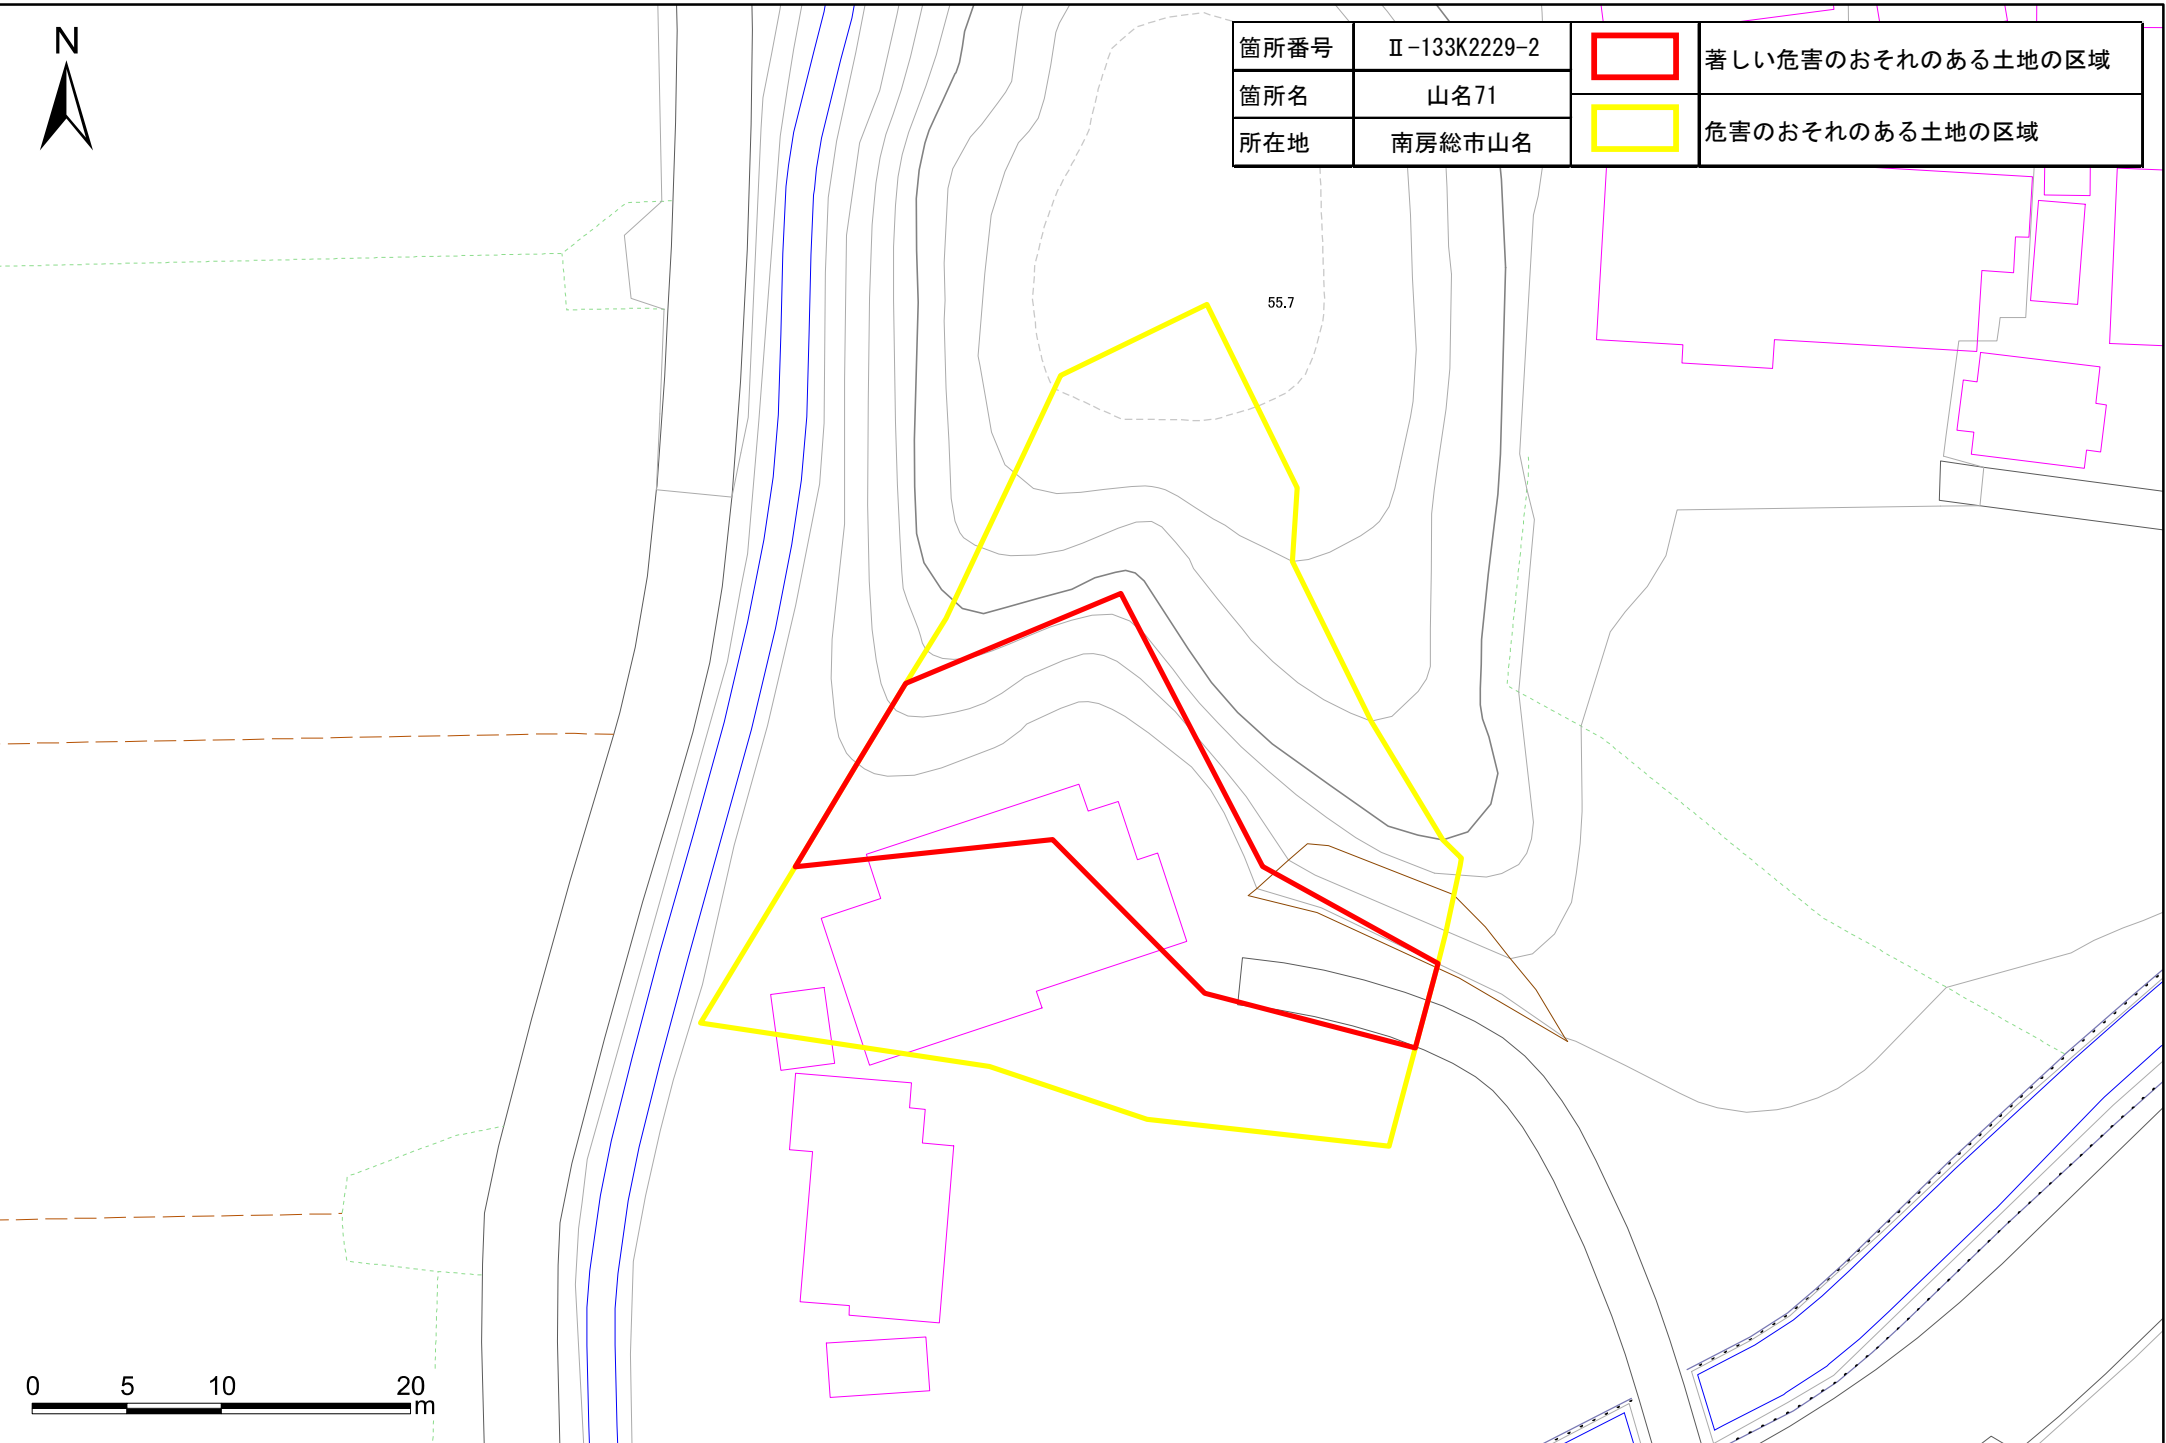 N
箇所番号 Ⅱ-133K2229-2 著しい危害のおそれのある土地の区域
箇所名 山名71
危害のおそれのある土地の区域
所在地 南房総市山名
55.7
0 5 10 20
m